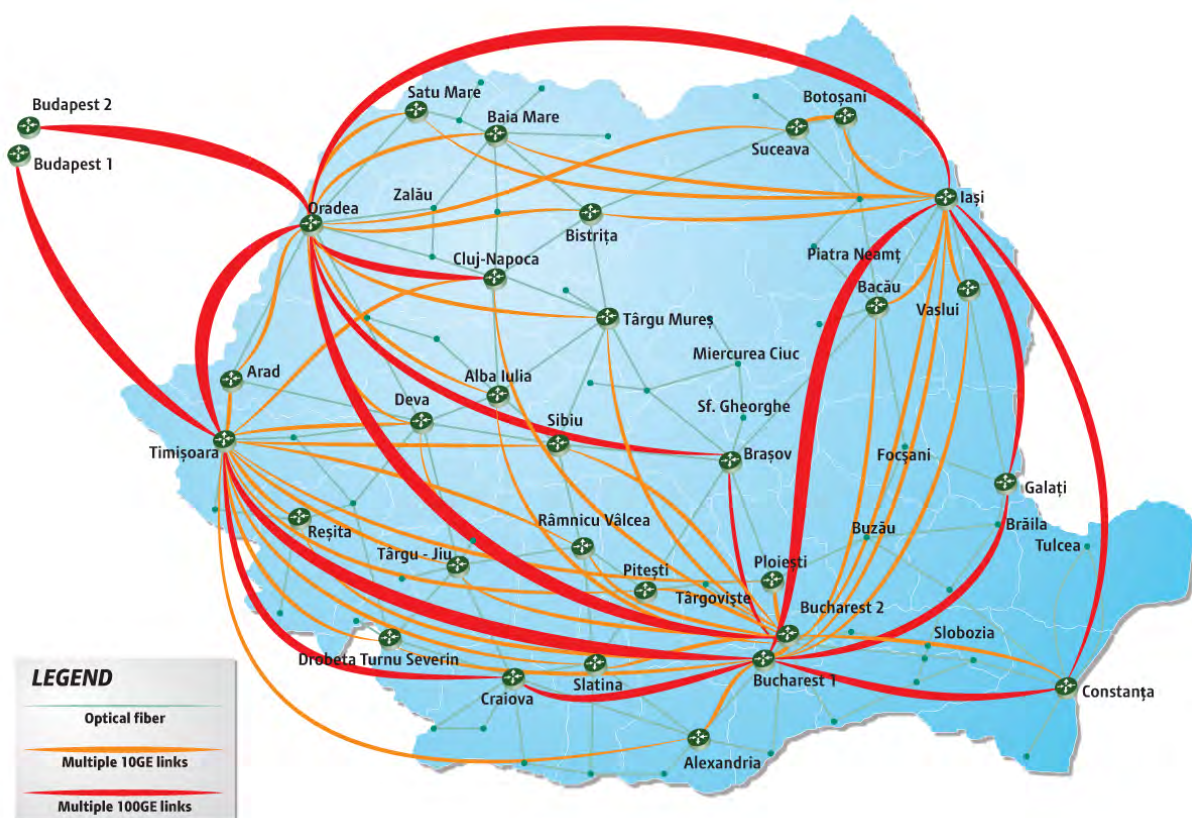 Satu Mare
Botoșani
Budapest 2
Baia Mare
Suceava
Budapest 1
Zalău
Iași
Oradea
Bistrița
Piatra Neamț
Cluj-Napoca
Bacău
Vaslui
Târgu Mureș
Miercurea Ciuc
Arad
Alba Iulia
Deva
Sf. Gheorghe
Sibiu
Timișoara
Brașov
Focșani
Galați
Râmnicu Vâlcea
Buzău
Brăila
Reșița
Tulcea
Târgu - Jiu
Pitești
Ploiești
Târgoviște
Bucharest 2
Slobozia
Drobeta Turnu Severin
Slatina
Bucharest 1
Craiova
Constanța
Alexandria
LEGEND
Optical fiber
Multiple 10GE links
Multiple 100GE links